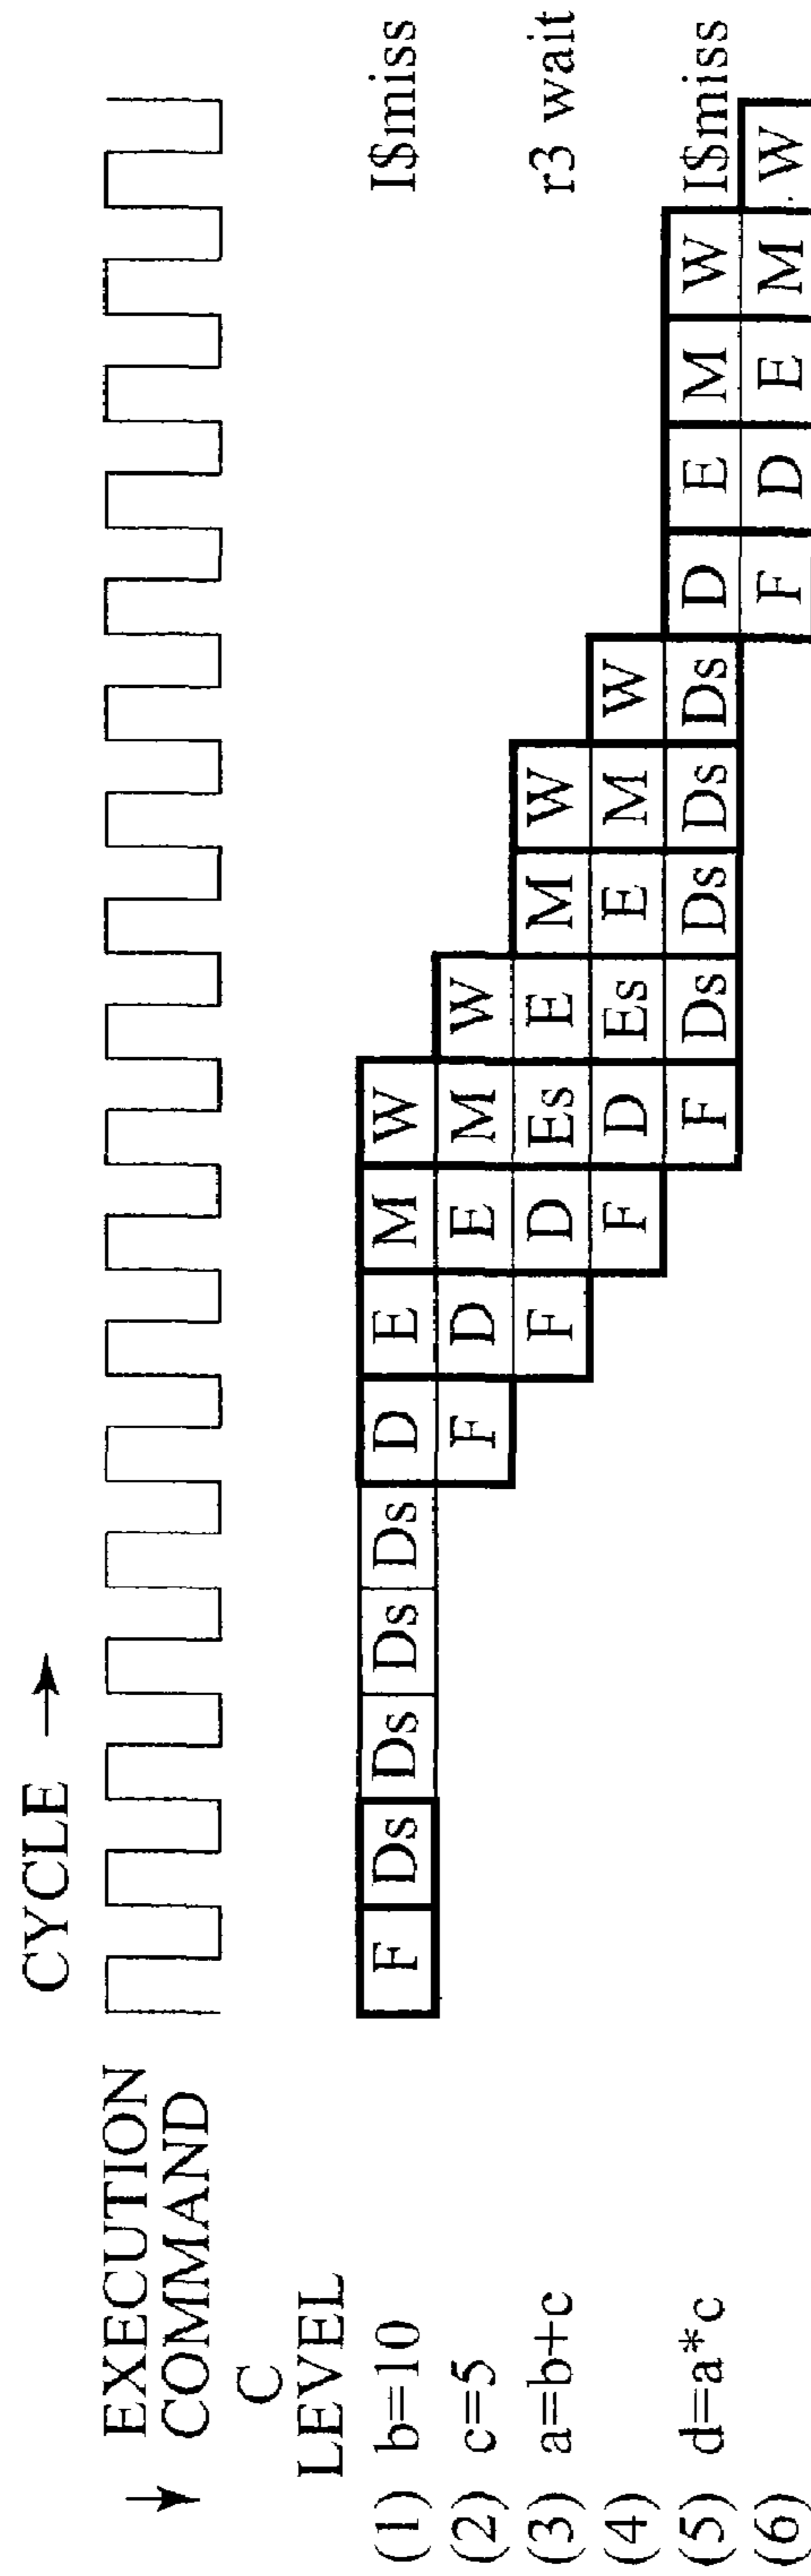 CYCLE →
↓ EXECUTION
COMMAND
C
LEVEL
(1) b=10 F Ds Ds Ds Ds D E M W I$miss
(2) c=5 F D E M W
(3) a=b+c F D Es E M W r3 wait
(4) F D Es E M W
(5) d=a*c F Ds Ds Ds Ds D E M W I$miss
(6) F D E M W